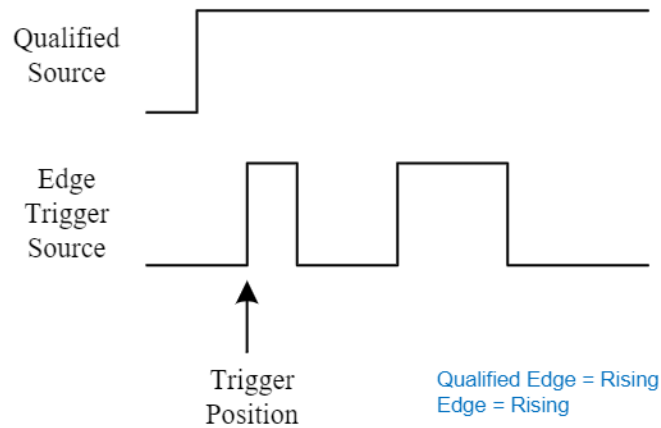 Qualified
Source
Edge
Trigger
Source
Trigger
Position
Qualified Edge = Rising
Edge = Rising